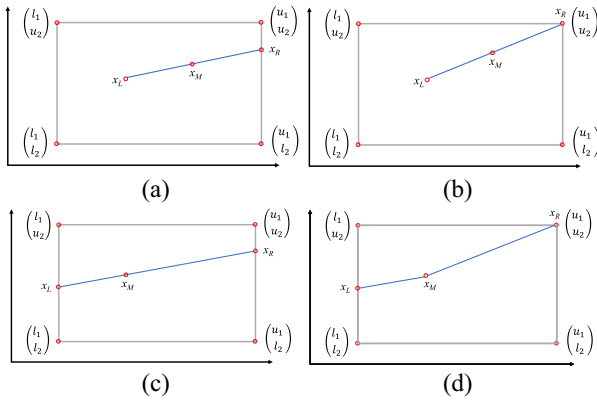 (l₁ u₂) (u₁ u₂)
x_R
x_M
x_L
(l₁ l₂) (u₁ l₂)
(a)
x_R
(l₁ u₂) (u₁ u₂)
x_M
x_L
(l₁ l₂) (u₁ l₂)
(b)
(l₁ u₂) (u₁ u₂)
x_R
x_M
x_L
(l₁ l₂) (u₁ l₂)
(c)
x_R
(l₁ u₂) (u₁ u₂)
x_M
x_L
(l₁ l₂) (u₁ l₂)
(d)